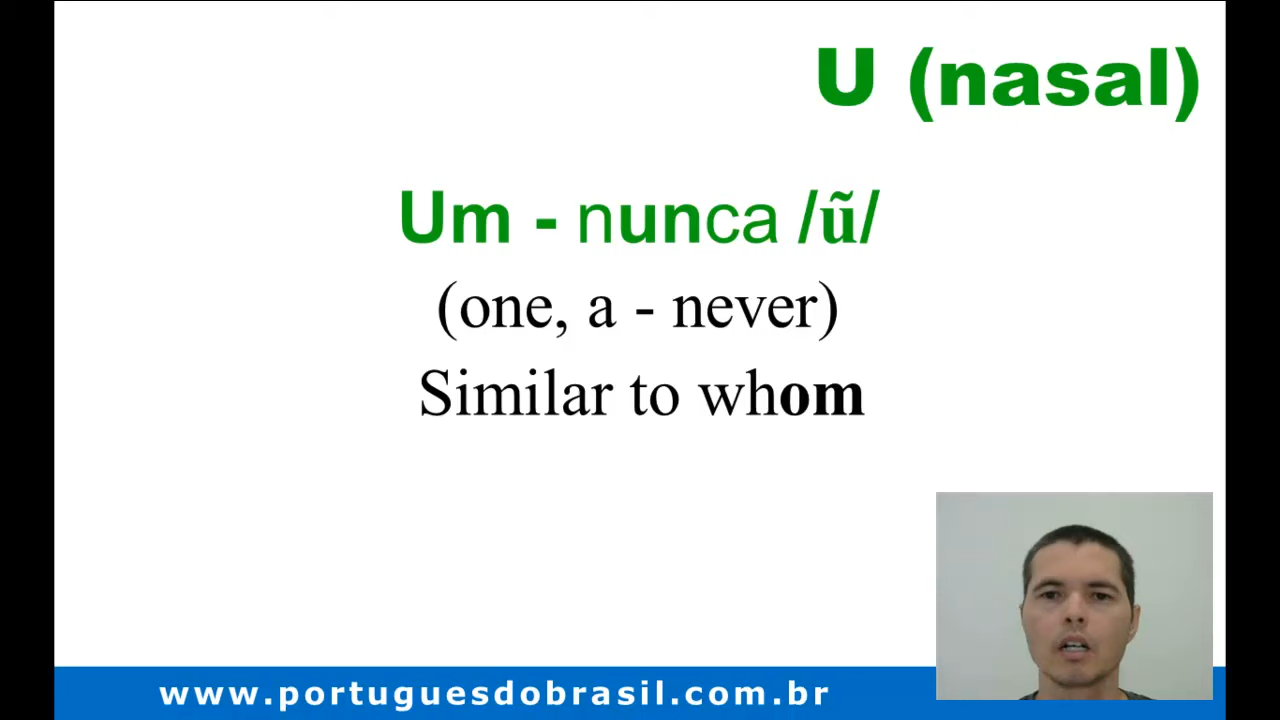 U (nasal)
Um - nunca /ũ/
(one, a - never)
Similar to whom
www.portuguesdobrasil.com.br